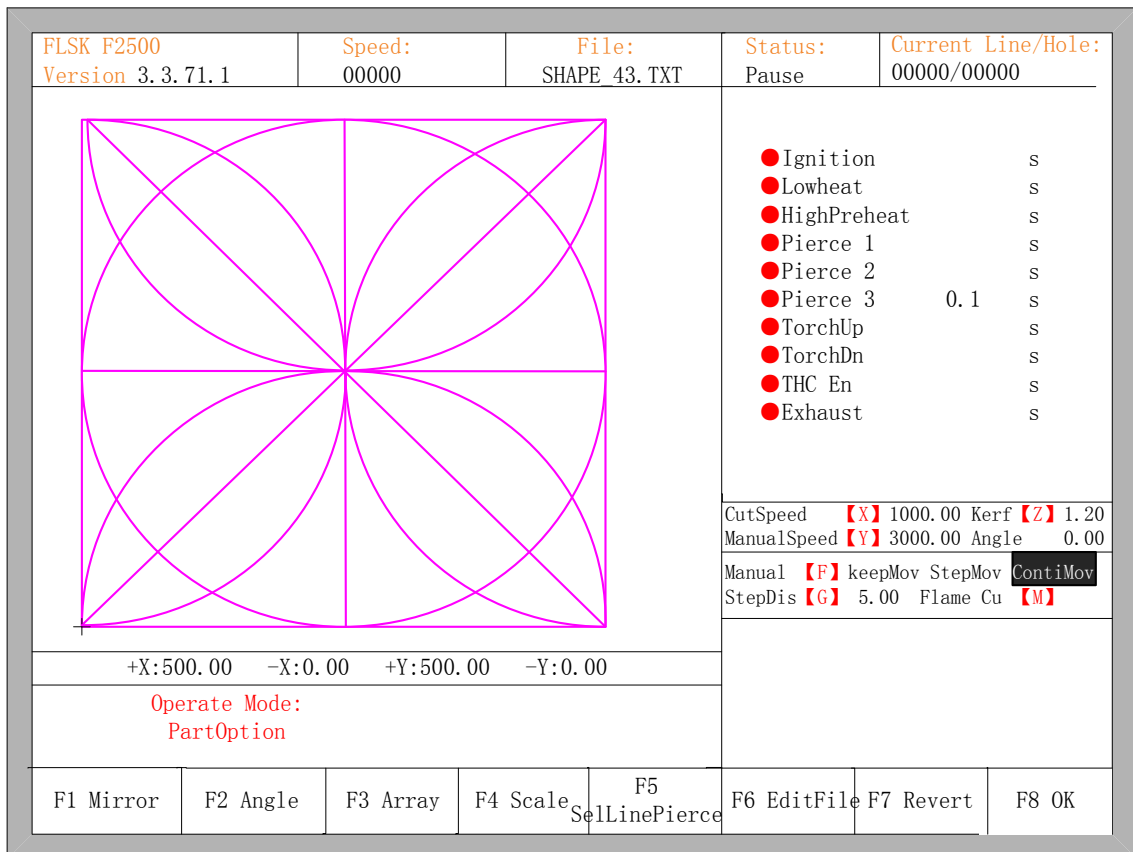 FLSK F2500
Version 3.3.71.1
Speed:
00000
File:
SHAPE_43.TXT
Status:
Pause
Current Line/Hole:
00000/00000
Ignition s
Lowheat s
HighPreheat s
Pierce 1 s
Pierce 2 s
Pierce 3 0.1 s
TorchUp s
TorchDn s
THC En s
Exhaust s
CutSpeed 【X】 1000.00 Kerf 【Z】 1.20
ManualSpeed 【Y】 3000.00 Angle 0.00
Manual 【F】 keepMov StepMov ContiMov
StepDis 【G】 5.00 Flame Cu 【M】
+X:500.00 -X:0.00 +Y:500.00 -Y:0.00
Operate Mode:
PartOption
F1 Mirror
F2 Angle
F3 Array
F4 Scale
F5
SelLinePierce
F6 EditFile
F7 Revert
F8 OK